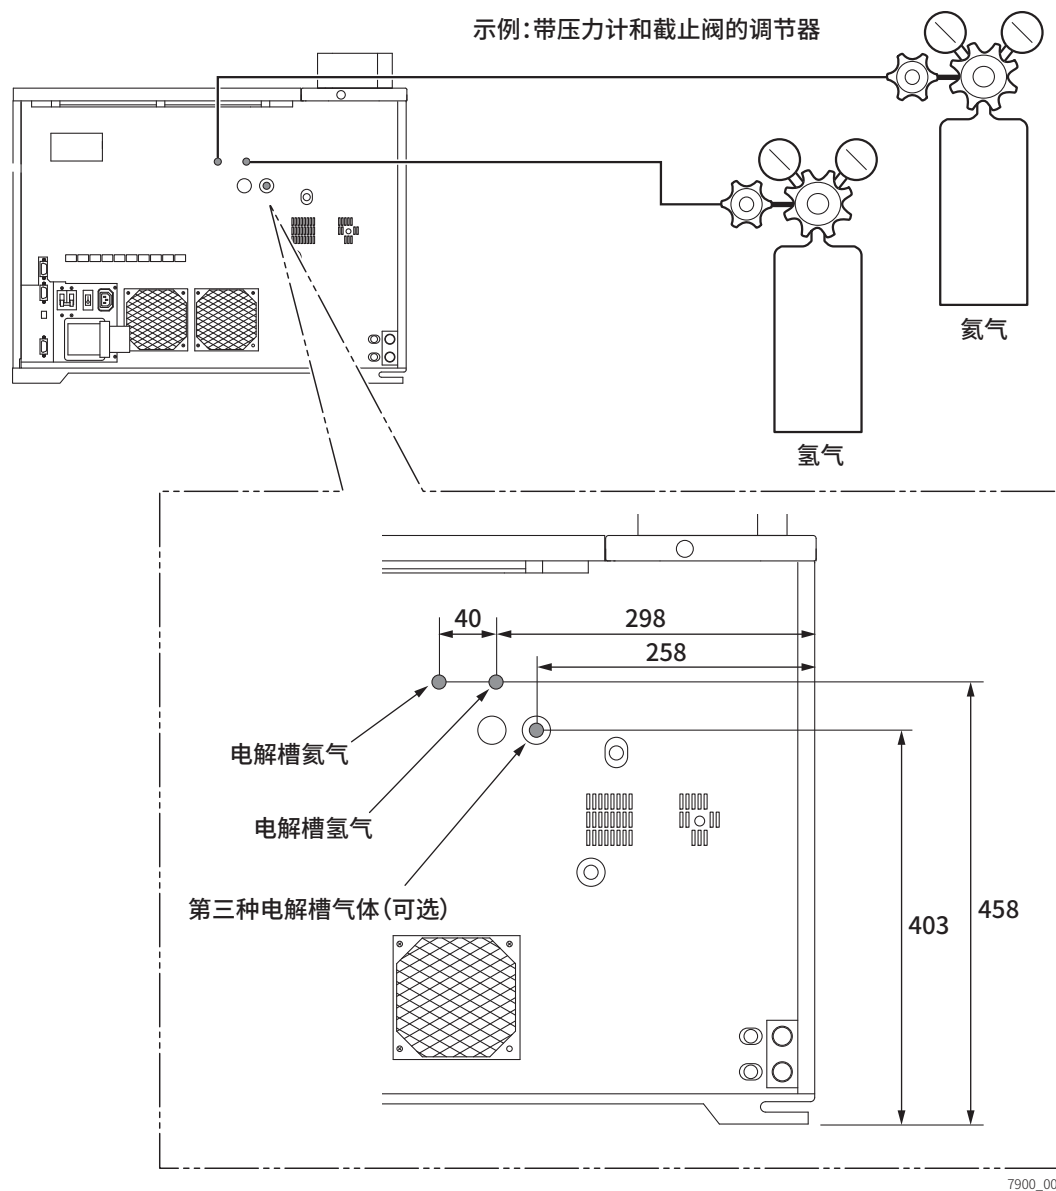 示例：带压力计和截止阀的调节器
氦气
氢气
40
298
258
电解槽氦气
电解槽氢气
第三种电解槽气体（可选）
403
458
7900_00